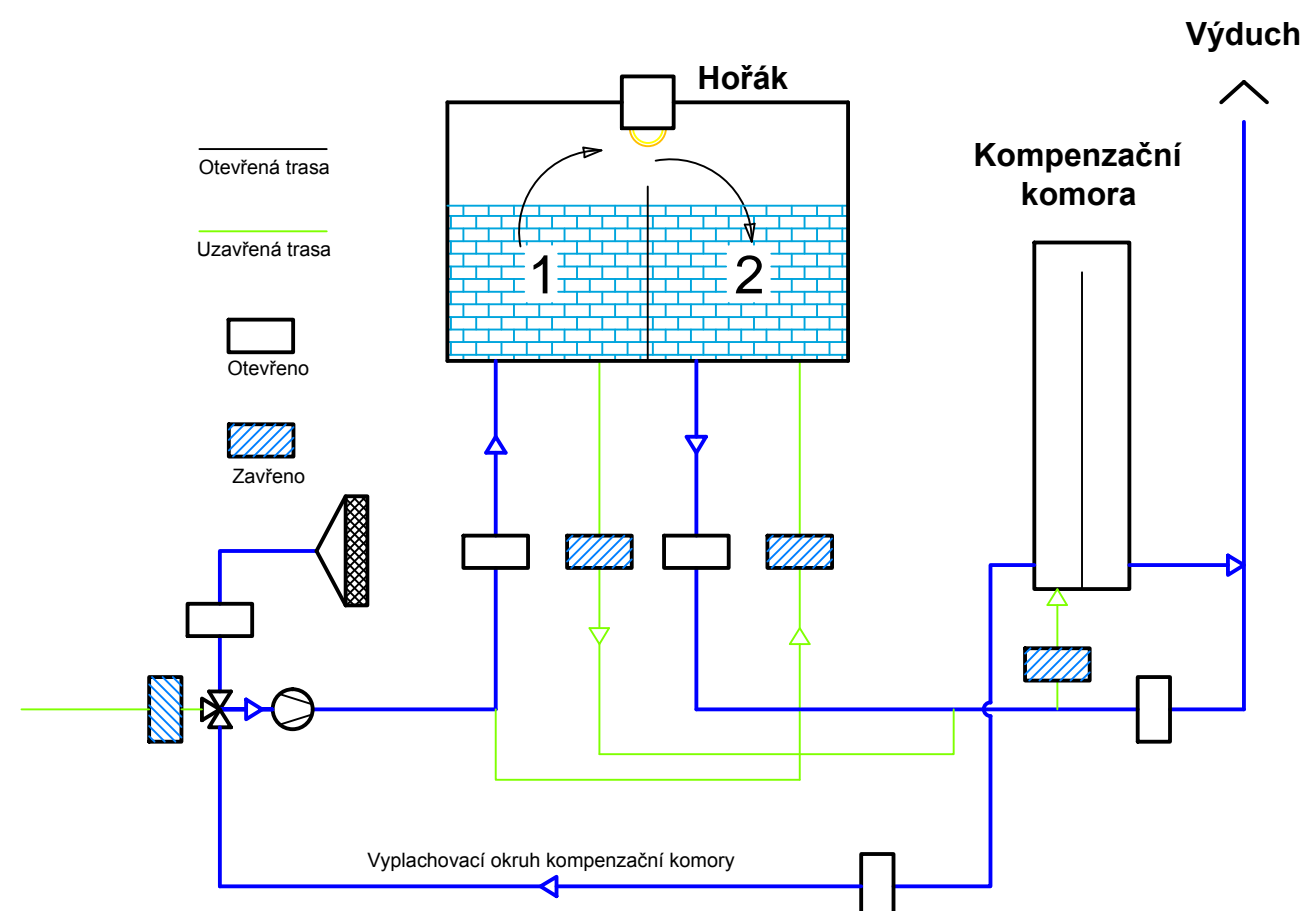 Výduch
Hořák
Kompenzační
komora
Otevřená trasa
Uzavřená trasa
1
2
Otevřeno
Zavřeno
Vyplachovací okruh kompenzační komory